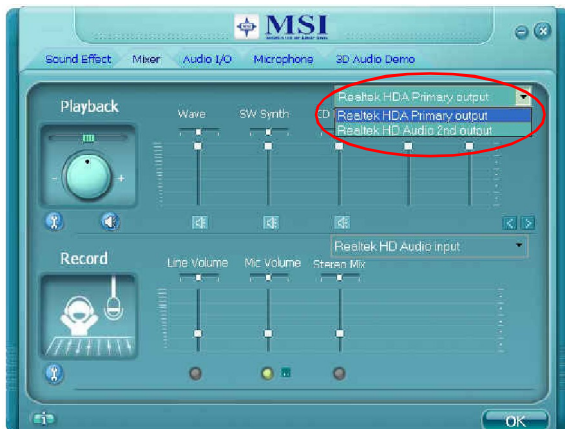 MSI
Sound Effect Mixer Audio I/O Microphone 3D Audio Demo
Realtek HDA Primary output
Playback
Realtek HDA Primary output
Wave SW Synth CD
Realtek HD Audio 2nd output
Realtek HD Audio input
Record
Line Volume Mic Volume Stereo Mix
OK